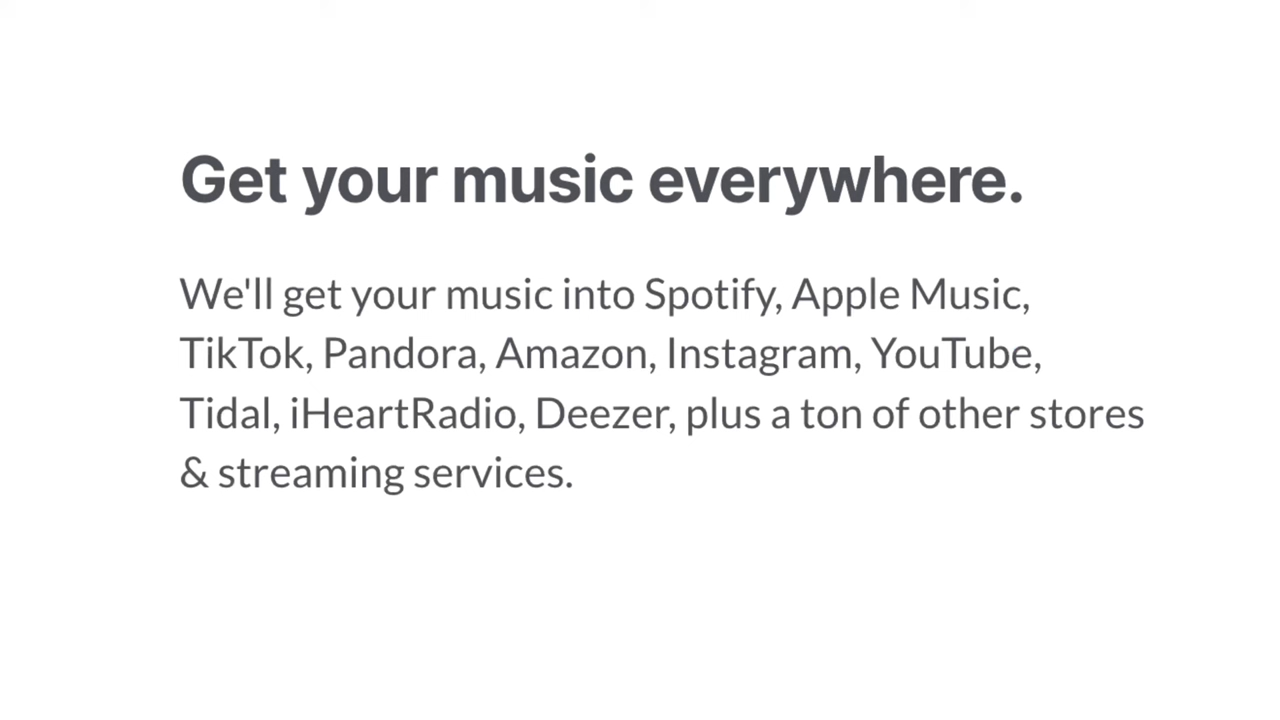 Get your music everywhere.
We'll get your music into Spotify, Apple Music,
TikTok, Pandora, Amazon, Instagram, YouTube,
Tidal, iHeartRadio, Deezer, plus a ton of other stores
& streaming services.